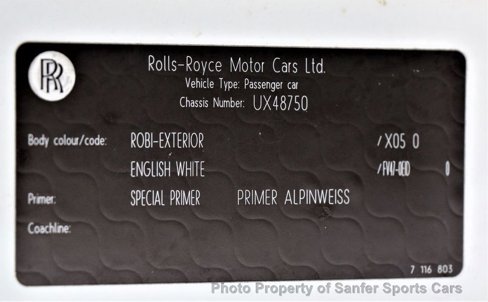 RR
Rolls-Royce Motor Cars Ltd.
Vehicle Type: Passenger car
Chassis Number: UX48750
Body colour/code: ROBI-EXTERIOR /X05 0
ENGLISH WHITE 0
Primer: SPECIAL PRIMER PRIMER ALPINWEISS
Coachline:
7 116 803
Photo Property of Sanfer Sports Cars